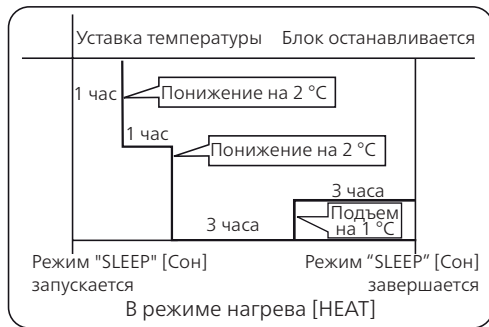 Уставка температуры Блок останавливается
1 час
Понижение на 2 °C
1 час
Понижение на 2 °C
3 часа
3 часа
Подъем
на 1 °C
Режим "SLEEP" [Сон]
запускается
Режим “SLEEP” [Сон]
завершается
В режиме нагрева [HEAT]